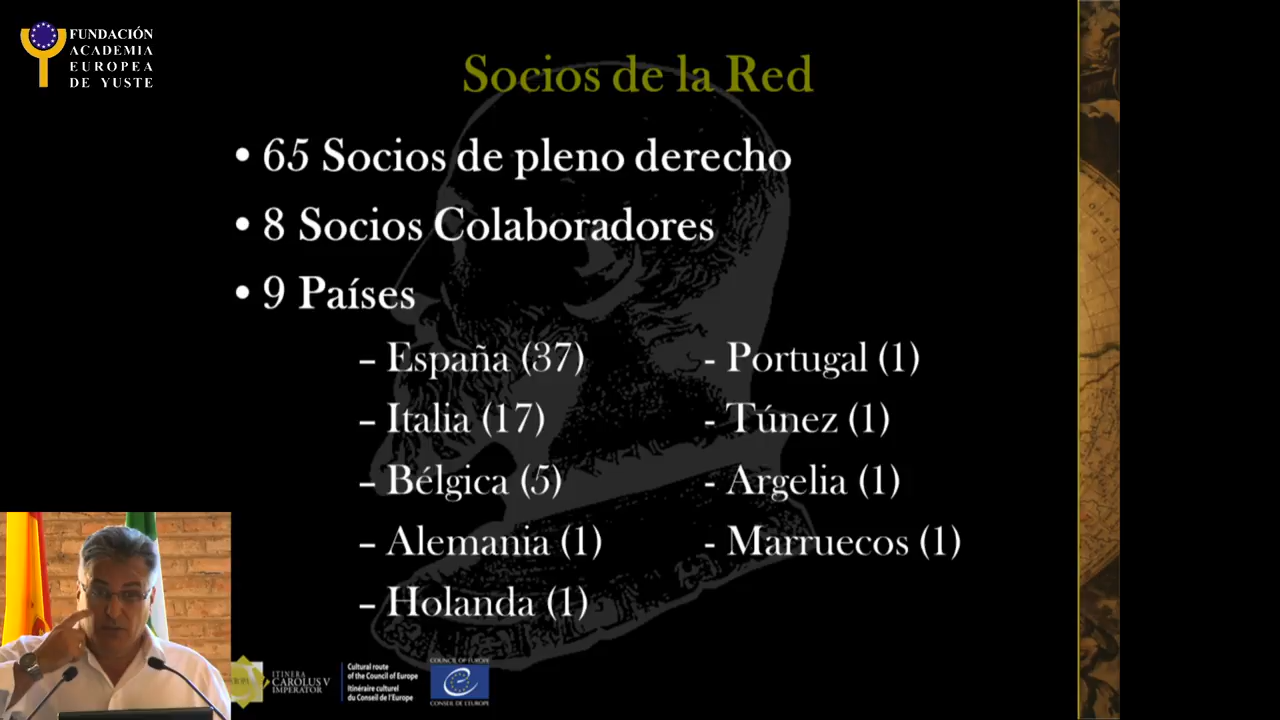 FUNDACIÓN
ACADEMIA
EUROPEA
DE YUSTE
Socios de la Red
• 65 Socios de pleno derecho
• 8 Socios Colaboradores
• 9 Países
– España (37)
– Italia (17)
– Bélgica (5)
– Alemania (1)
– Holanda (1)
- Portugal (1)
- Túnez (1)
- Argelia (1)
- Marruecos (1)
ITINERA
CAROLUS V
IMPERATOR
Cultural route
of the Council of Europe
Itinéraire culturel
du Conseil de l'Europe
COUNCIL OF EUROPE
CONSEIL DE L'EUROPE